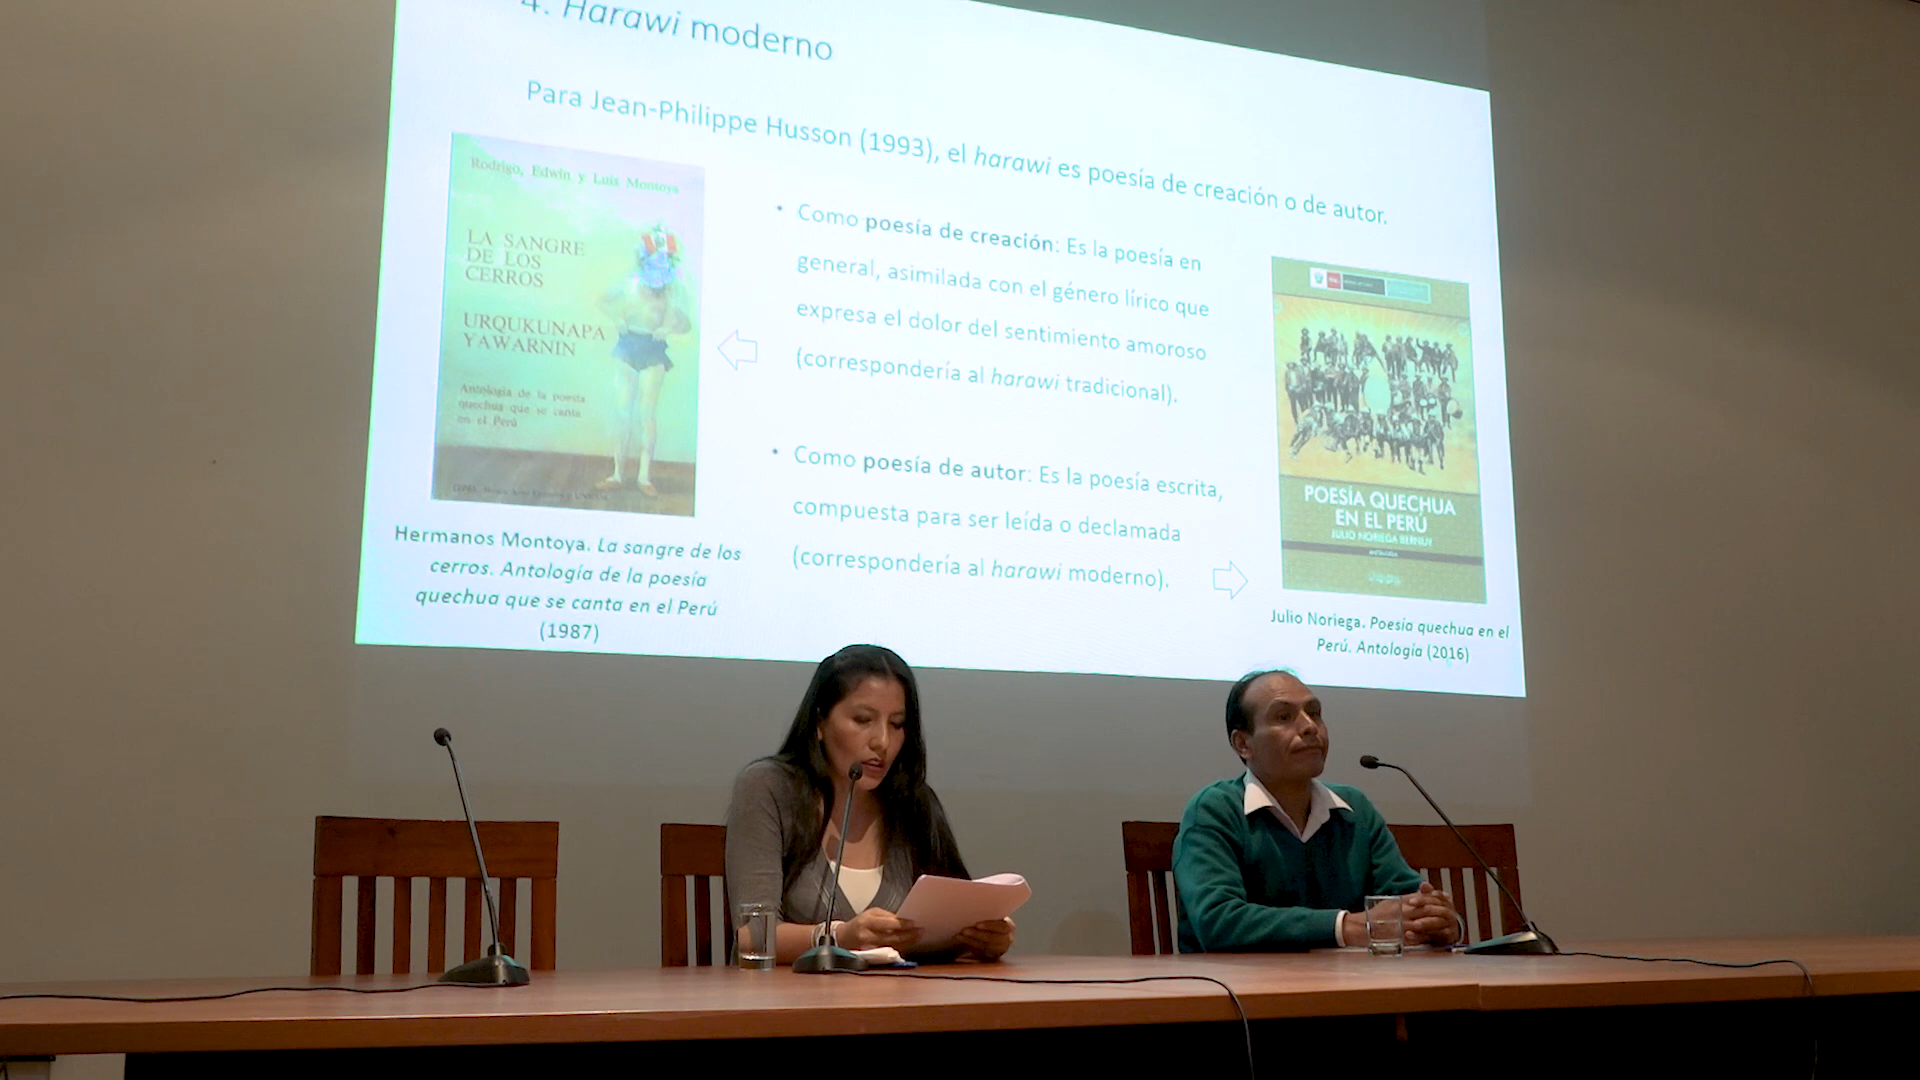 4. Harawi moderno
Para Jean-Philippe Husson (1993), el harawi es poesía de creación o de autor.
Rodrigo, Edwin y Luis Montoya
LA SANGRE
DE LOS
CERROS
URQUKUNAPA
YAWARNIN
Antología de la poesía
quechua que se canta
en el Perú
Hermanos Montoya. La sangre de los
cerros. Antología de la poesía
quechua que se canta en el Perú
(1987)
• Como poesía de creación: Es la poesía en
general, asimilada con el género lírico que
expresa el dolor del sentimiento amoroso
(correspondería al harawi tradicional).
• Como poesía de autor: Es la poesía escrita,
compuesta para ser leída o declamada
(correspondería al harawi moderno).
POESÍA QUECHUA
EN EL PERÚ
JULIO NORIEGA BERNUY
Julio Noriega. Poesía quechua en el
Perú. Antología (2016)